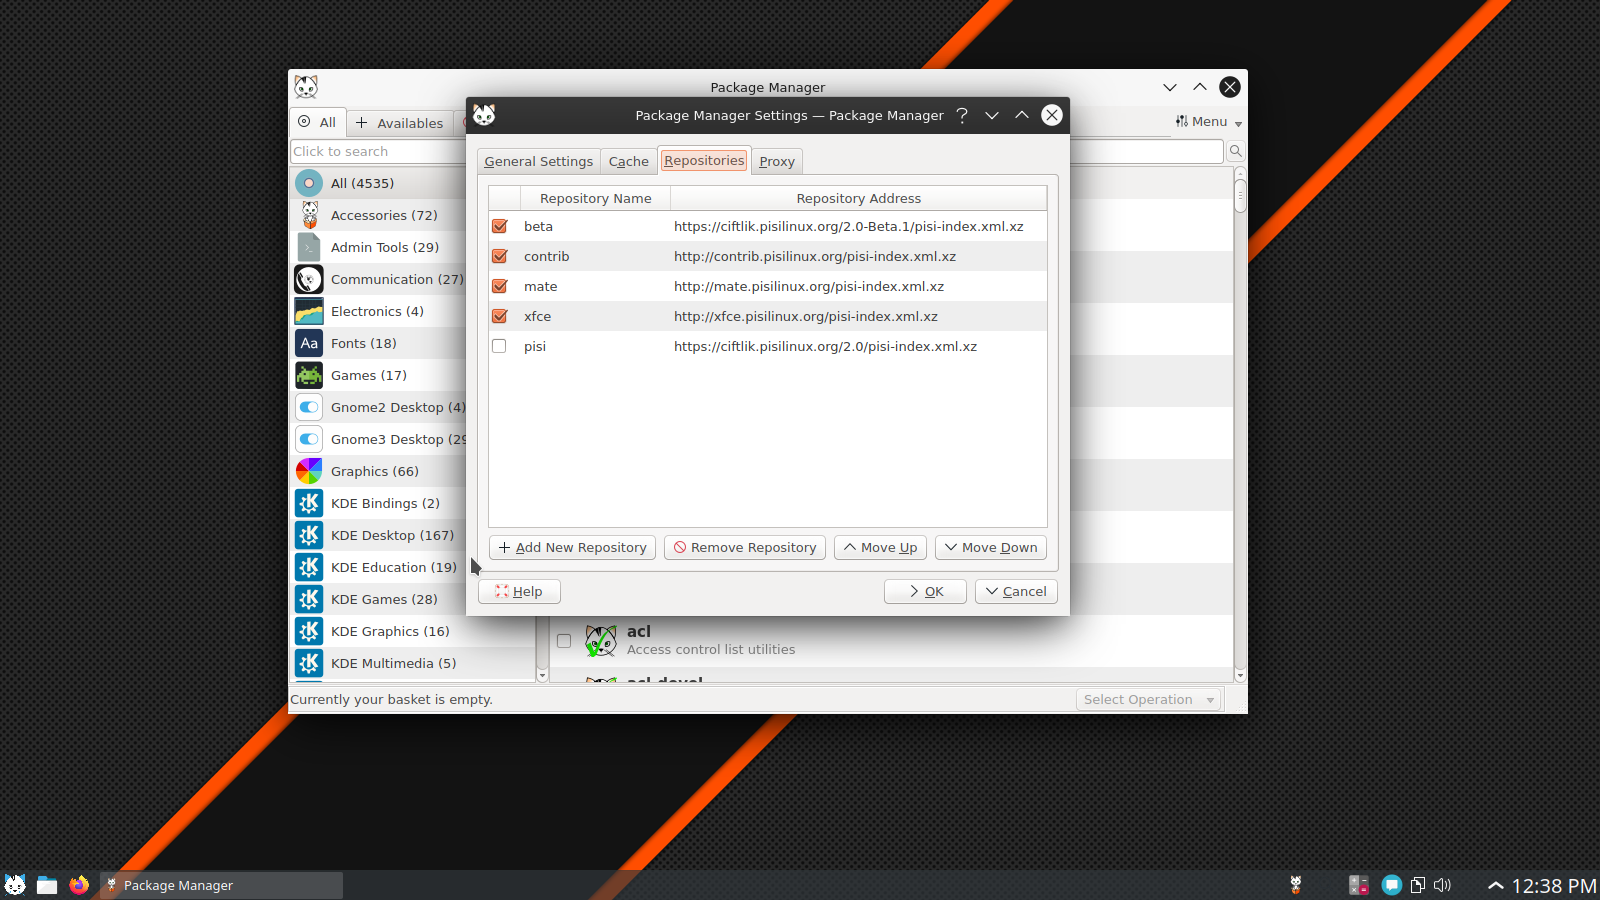 Package Manager
Package Manager Settings — Package Manager
All
Availables
Menu
Click to search
General Settings
Cache
Repositories
Proxy
Repository Name
Repository Address
beta
https://ciftlik.pisilinux.org/2.0-Beta.1/pisi-index.xml.xz
contrib
http://contrib.pisilinux.org/pisi-index.xml.xz
mate
http://mate.pisilinux.org/pisi-index.xml.xz
xfce
http://xfce.pisilinux.org/pisi-index.xml.xz
pisi
https://ciftlik.pisilinux.org/2.0/pisi-index.xml.xz
Add New Repository
Remove Repository
Move Up
Move Down
Help
OK
Cancel
All (4535)
Accessories (72)
Admin Tools (29)
Communication (27)
Electronics (4)
Aa
Fonts (18)
Games (17)
Gnome2 Desktop (4)
Gnome3 Desktop (29
Graphics (66)
KDE Bindings (2)
KDE Desktop (167)
KDE Education (19)
KDE Games (28)
KDE Graphics (16)
KDE Multimedia (5)
acl
Access control list utilities
acl-devel
Currently your basket is empty.
Select Operation
Package Manager
12:38 PM